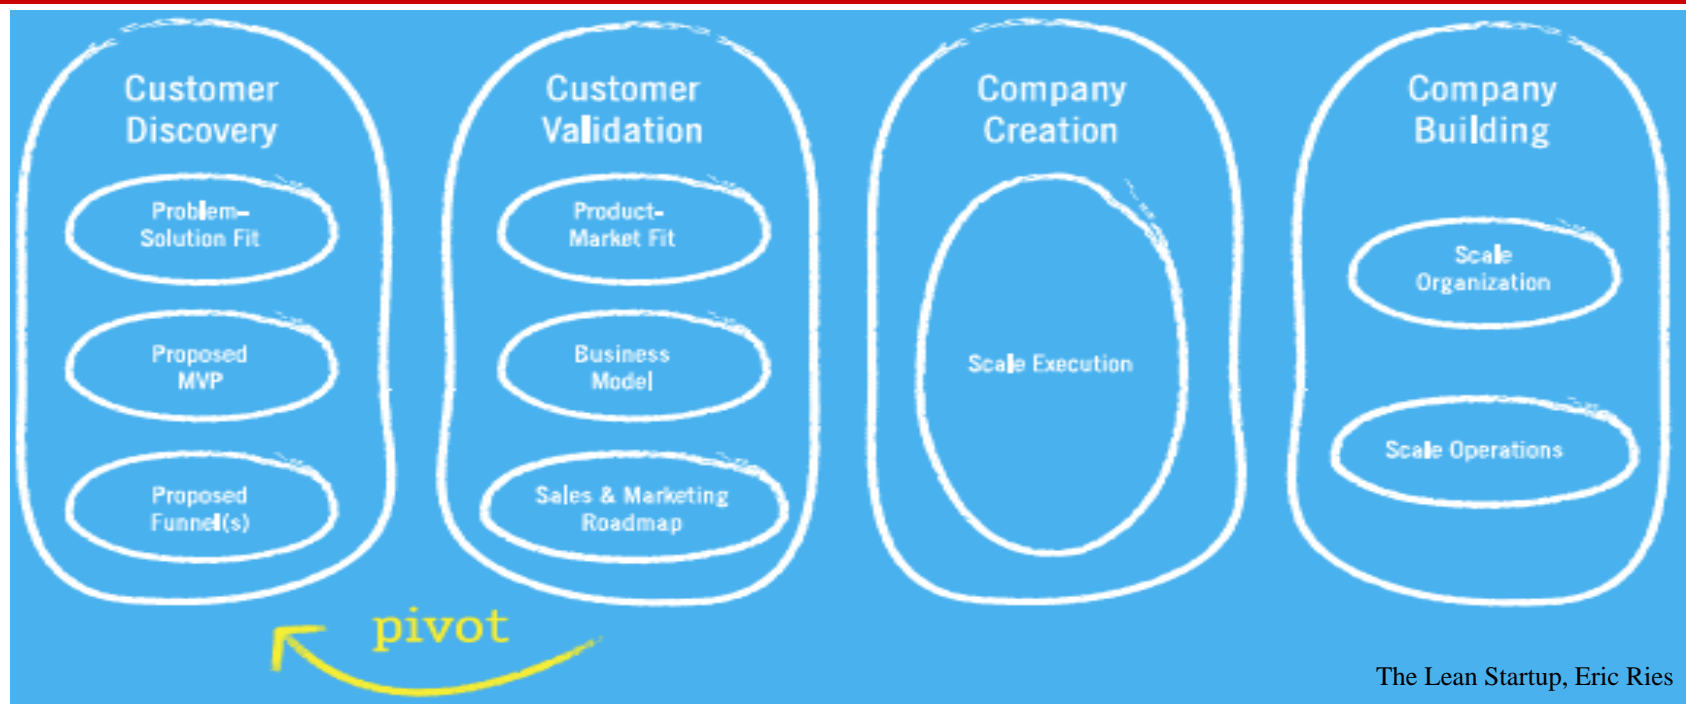 Customer
Discovery
Problem–
Solution Fit
Proposed
MVP
Proposed
Funnel(s)
Customer
Validation
Product-
Market Fit
Business
Model
Sales & Marketing
Roadmap
Company
Creation
Scale Execution
Company
Building
Scale
Organization
Scale Operations
pivot
The Lean Startup, Eric Ries